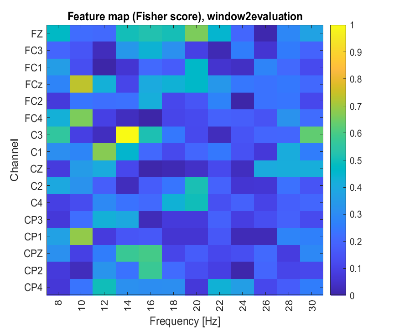 Feature map (Fisher score), window2evaluation
FZ
FC3
FC1
FCz
FC2
FC4
C3
C1
CZ
C2
C4
CP3
CP1
CPZ
CP2
CP4
Channel
8 10 12 14 16 18 20 22 24 26 28 30
Frequency [Hz]
1
0.9
0.8
0.7
0.6
0.5
0.4
0.3
0.2
0.1
0